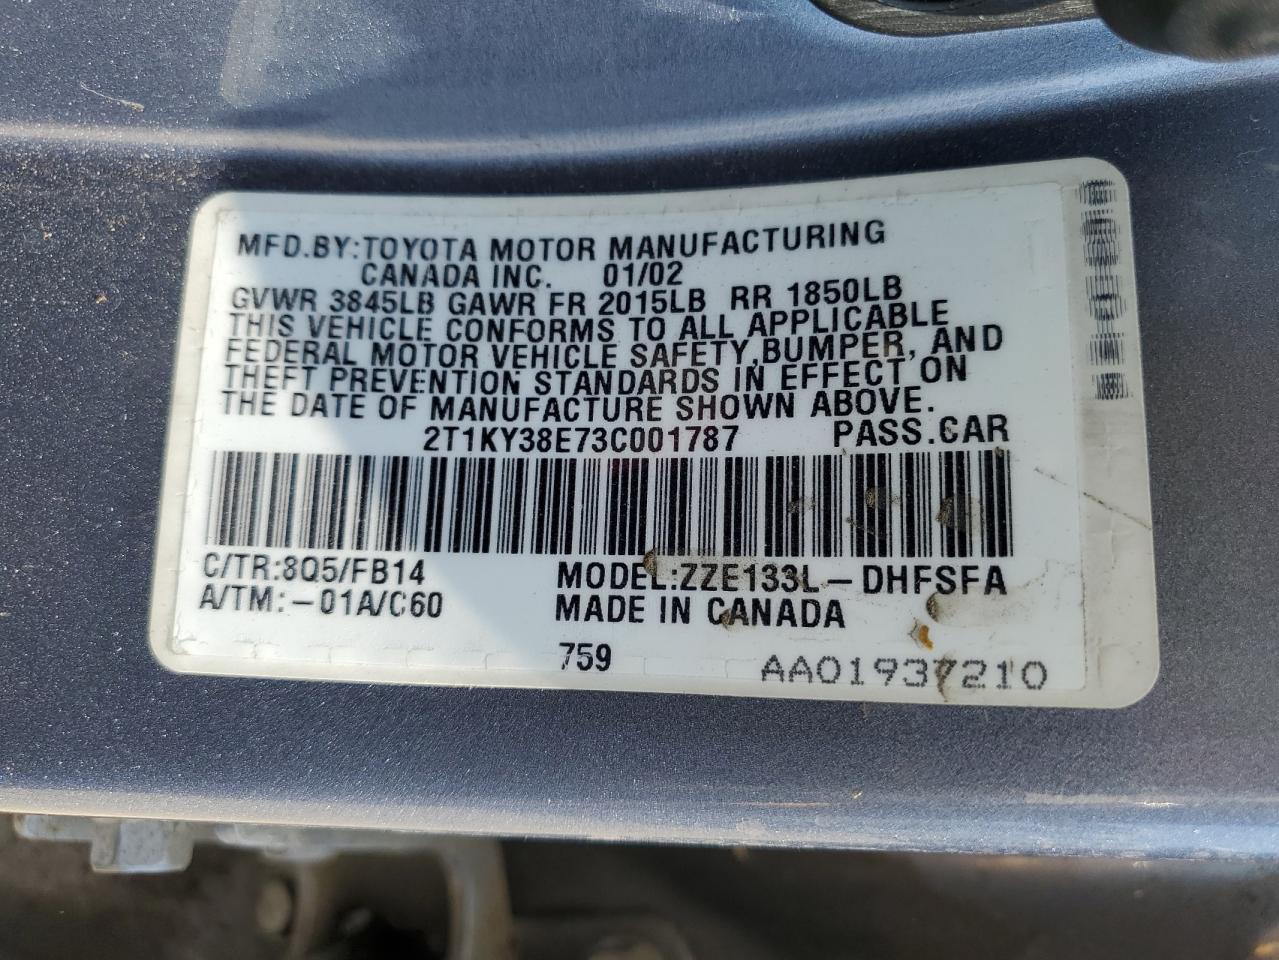 MFD.BY:TOYOTA MOTOR MANUFACTURING
CANADA INC. 01/02
GVWR 3845LB GAWR FR 2015LB RR 1850LB
THIS VEHICLE CONFORMS TO ALL APPLICABLE
FEDERAL MOTOR VEHICLE SAFETY,BUMPER, AND
THEFT PREVENTION STANDARDS IN EFFECT ON
THE DATE OF MANUFACTURE SHOWN ABOVE.
2T1KY38E73C001787 PASS.CAR
C/TR:8Q5/FB14 MODEL:ZZE133L-DHFSFA
A/TM:-01A/C60 MADE IN CANADA
759 AA01937210